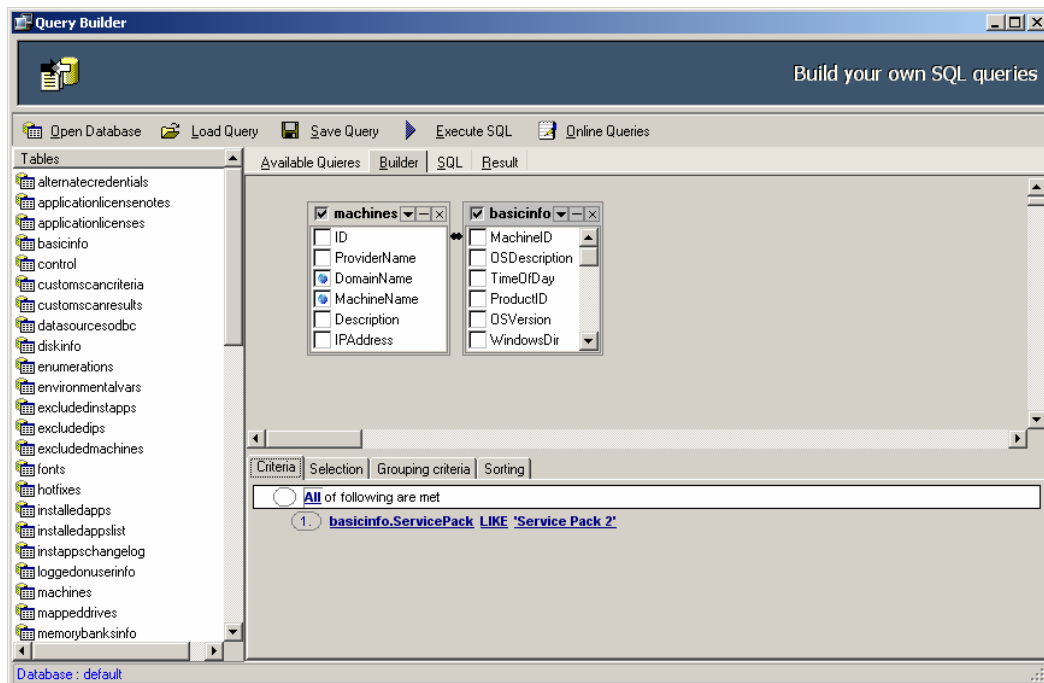 Query Builder
Build your own SQL queries
Open Database Load Query Save Query Execute SQL Online Queries
Tables
alternatecredentials
applicationlicensenotes
applicationlicenses
basicinfo
control
customscancriteria
customscanresults
datasourcesodbc
diskinfo
enumerations
environmentalvars
excludedinstapps
excludedips
excludedmachines
fonts
hotfixes
installedapps
installedappslist
instappschangelog
loggedonuserinfo
machines
mappeddrives
memorybanksinfo
Available Quieres Builder SQL Result
machines
ID
ProviderName
DomainName
MachineName
Description
IPAddress
basicinfo
MachineID
OSDescription
TimeOfDay
ProductID
OSVersion
WindowsDir
Criteria Selection Grouping criteria Sorting
All of following are met
1. basicinfo.ServicePack LIKE 'Service Pack 2'
Database : default